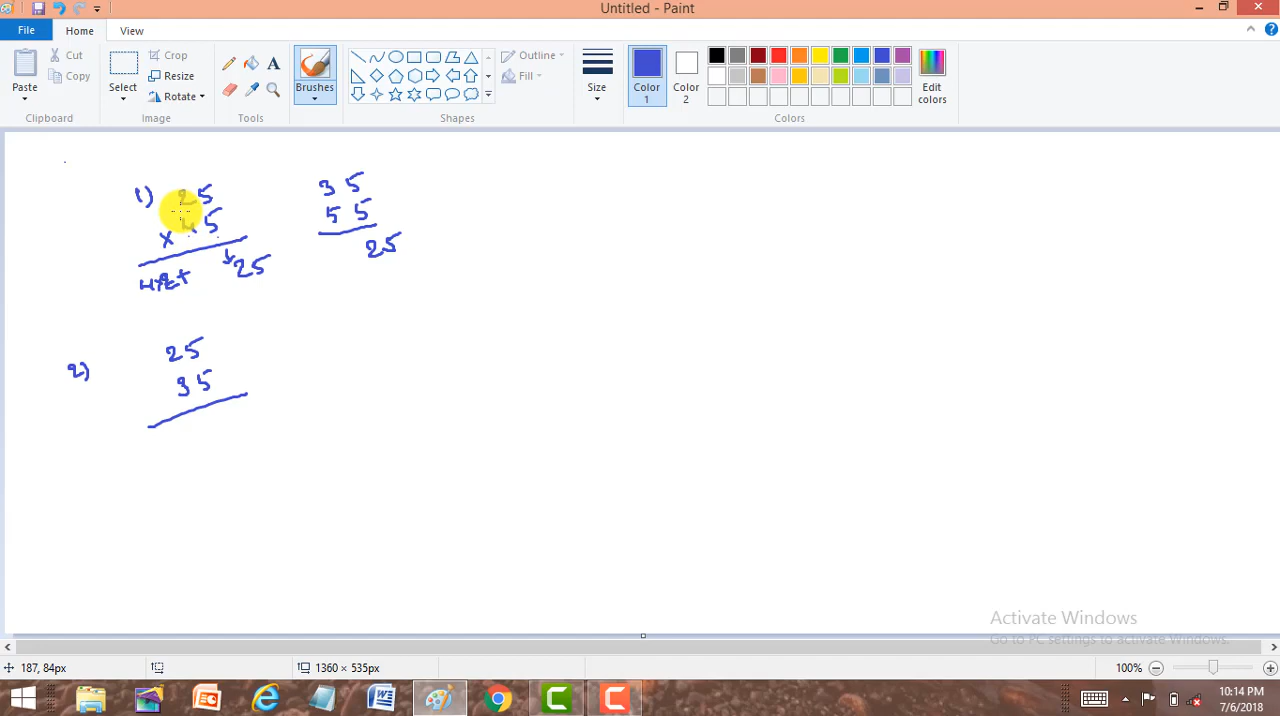 Untitled - Paint
File Home View
Paste
Cut
Copy
Clipboard
Select
Crop
Resize
Rotate
Image
Tools
Brushes
Shapes
Outline
Fill
Size
Color 1
Color 2
Edit colors
Colors
1) 25
x 45
25
35
55
25
2) 25
35
Activate Windows
Go to PC settings to activate Windows.
187, 84px
1360 × 535px
100%
10:14 PM
7/6/2018